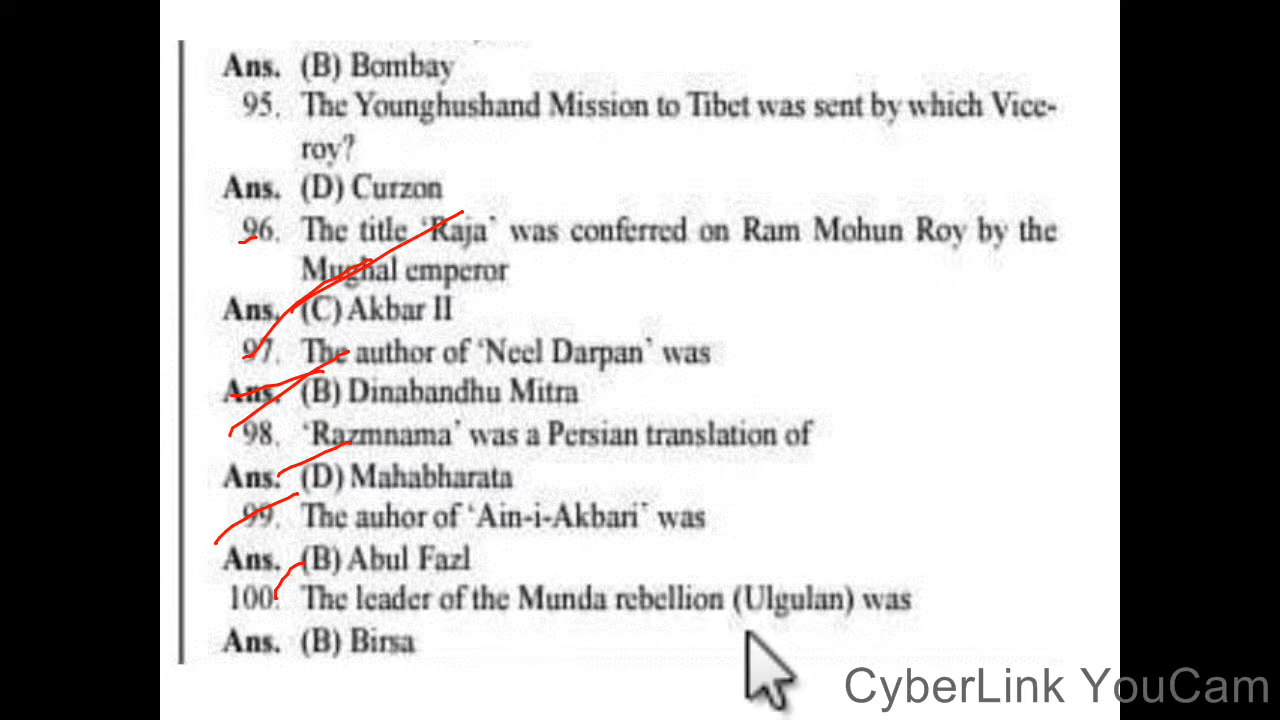 Ans. (B) Bombay
95. The Younghushand Mission to Tibet was sent by which Vice-
roy?
Ans. (D) Curzon
96. The title 'Raja' was conferred on Ram Mohun Roy by the
Mughal emperor
Ans. (C) Akbar II
97. The author of 'Neel Darpan' was
Ans. (B) Dinabandhu Mitra
98. 'Razmnama' was a Persian translation of
Ans. (D) Mahabharata
99. The auhor of 'Ain-i-Akbari' was
Ans. (B) Abul Fazl
100. The leader of the Munda rebellion (Ulgulan) was
Ans. (B) Birsa
CyberLink YouCam